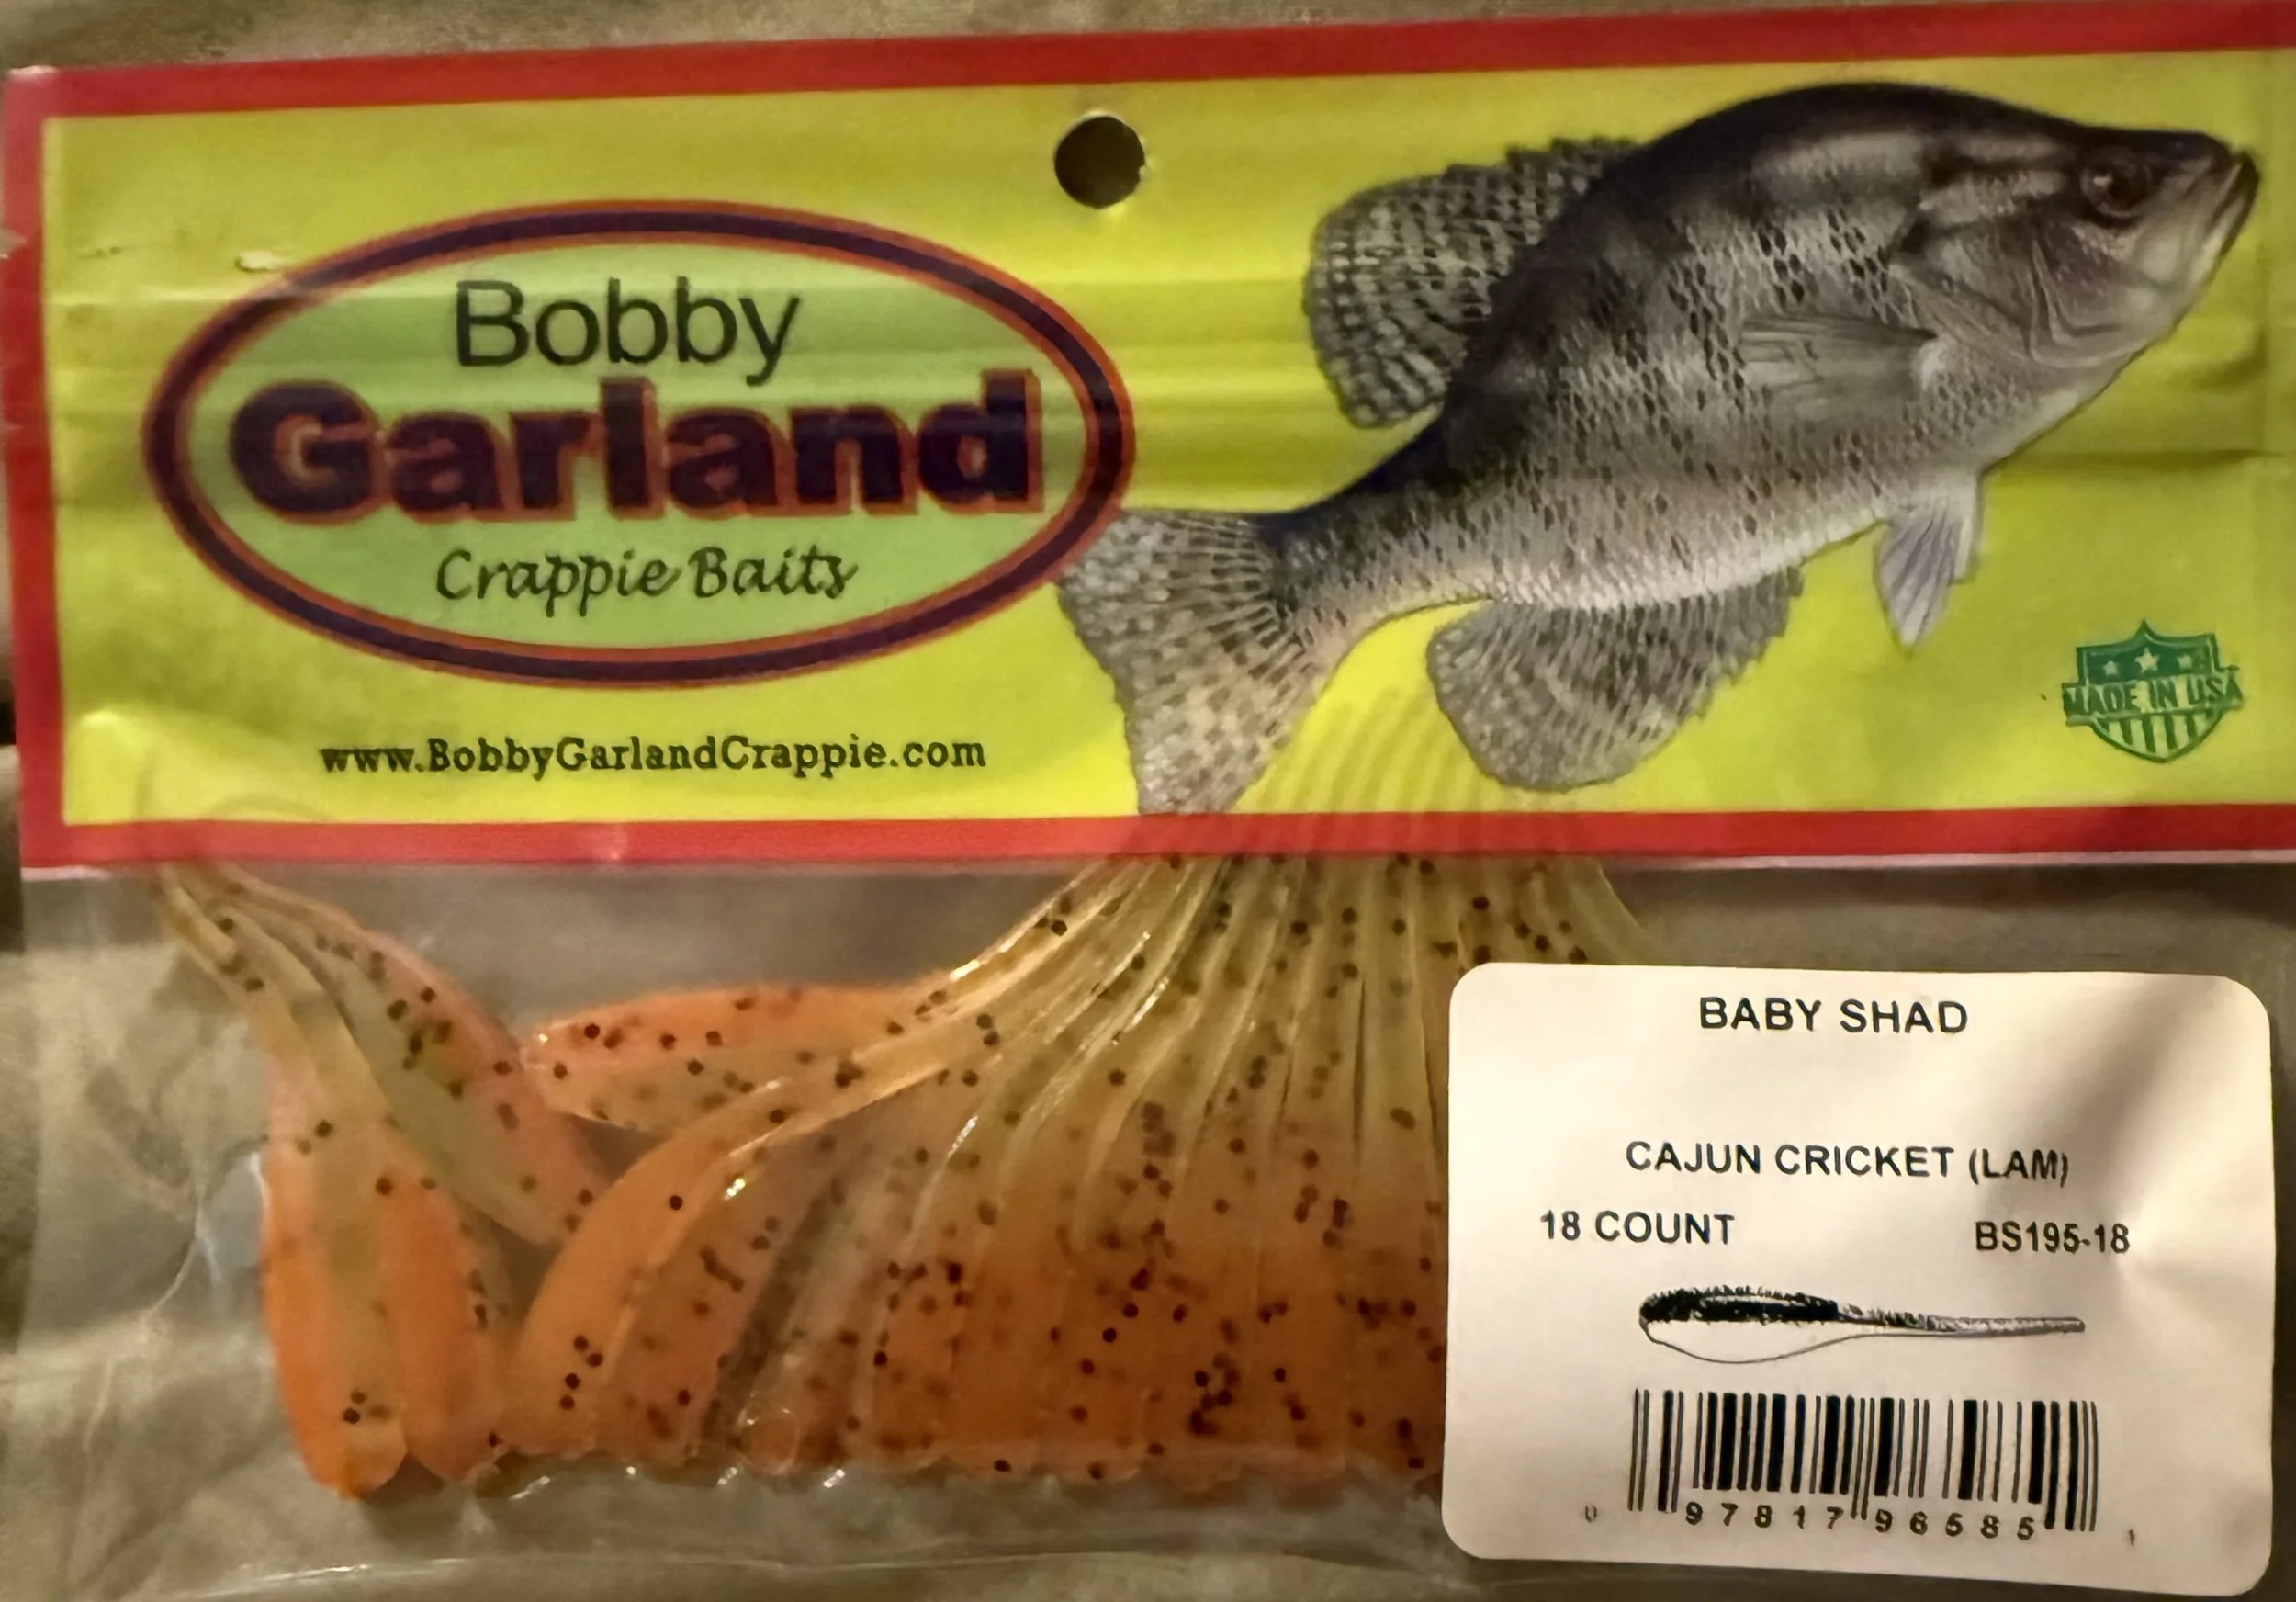 Bobby
Garland
Crappie Baits
www.BobbyGarlandCrappie.com
MADE IN USA
BABY SHAD
CAJUN CRICKET (LAM)
18 COUNT BS195-18
0 97817 96585 1